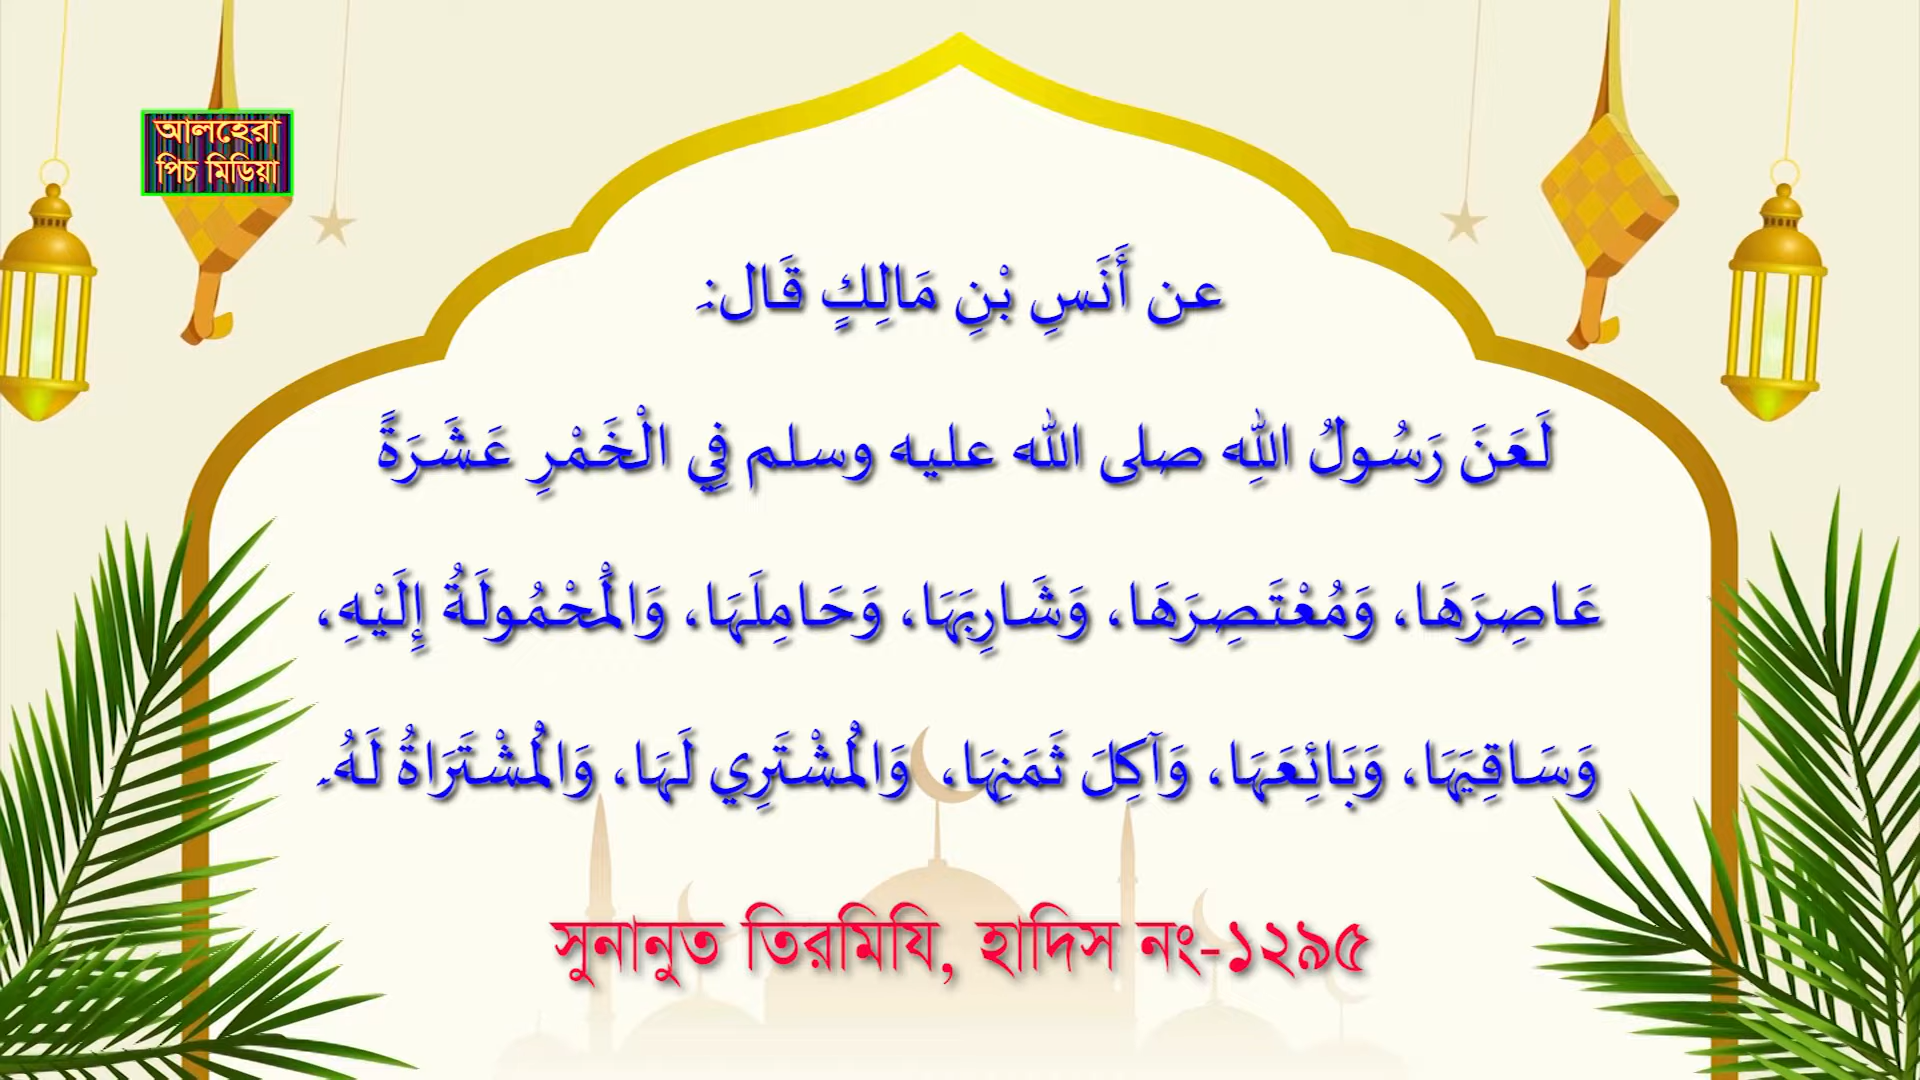 আলহেরা
পিচ মিডিয়া
عن أَنَسِ بْنِ مَالِكٍ قَال:
لَعَنَ رَسُولُ اللهِ صلى الله عليه وسلم فِي الْخَمْرِ عَشَرَةً
عَاصِرَهَا، وَمُعْتَصِرَهَا، وَشَارِبَهَا، وَحَامِلَهَا، وَالْمَحْمُولَةُ إِلَيْهِ،
وَسَاقِيَهَا، وَبَائِعَهَا، وَآكِلَ ثَمَنِهَا، وَالْمُشْتَرِي لَهَا، وَالْمُشْتَرَاةُ لَهُ.
সুনানুত তিরমিযি, হাদিস নং-১২৯৫